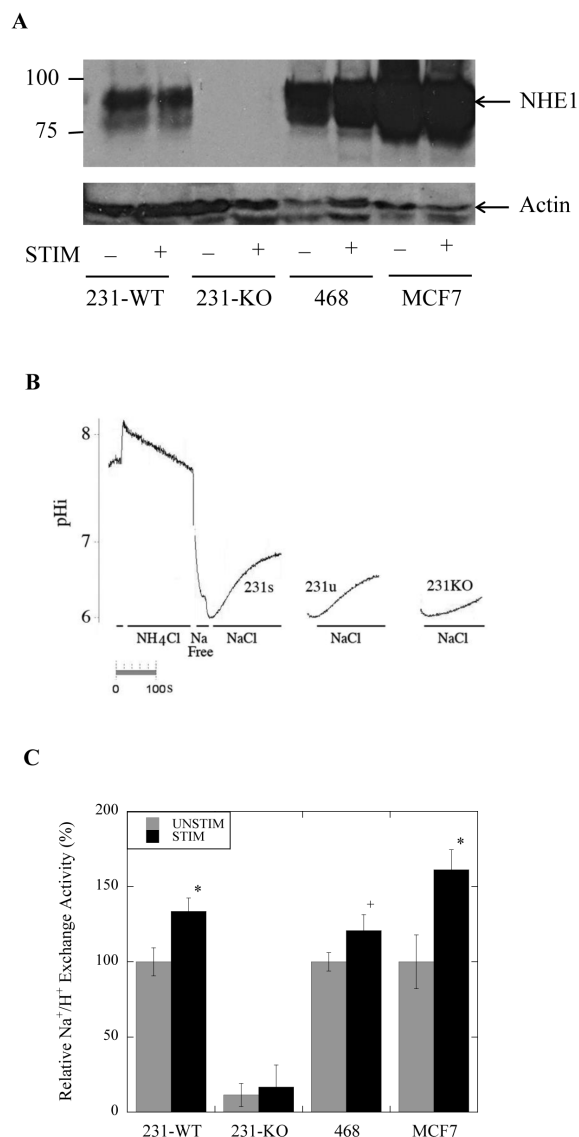 A
100
NHE1
75
Actin
STIM – + – + – + – +
231-WT 231-KO 468 MCF7
B
8
pHi
7
231s 231u 231KO
6
NH4Cl Na Free NaCl NaCl NaCl
0 100s
C
200
UNSTIM
STIM
* 
150
*
+
Relative Na+/H+ Exchange Activity (%)
100
50
0
231-WT 231-KO 468 MCF7